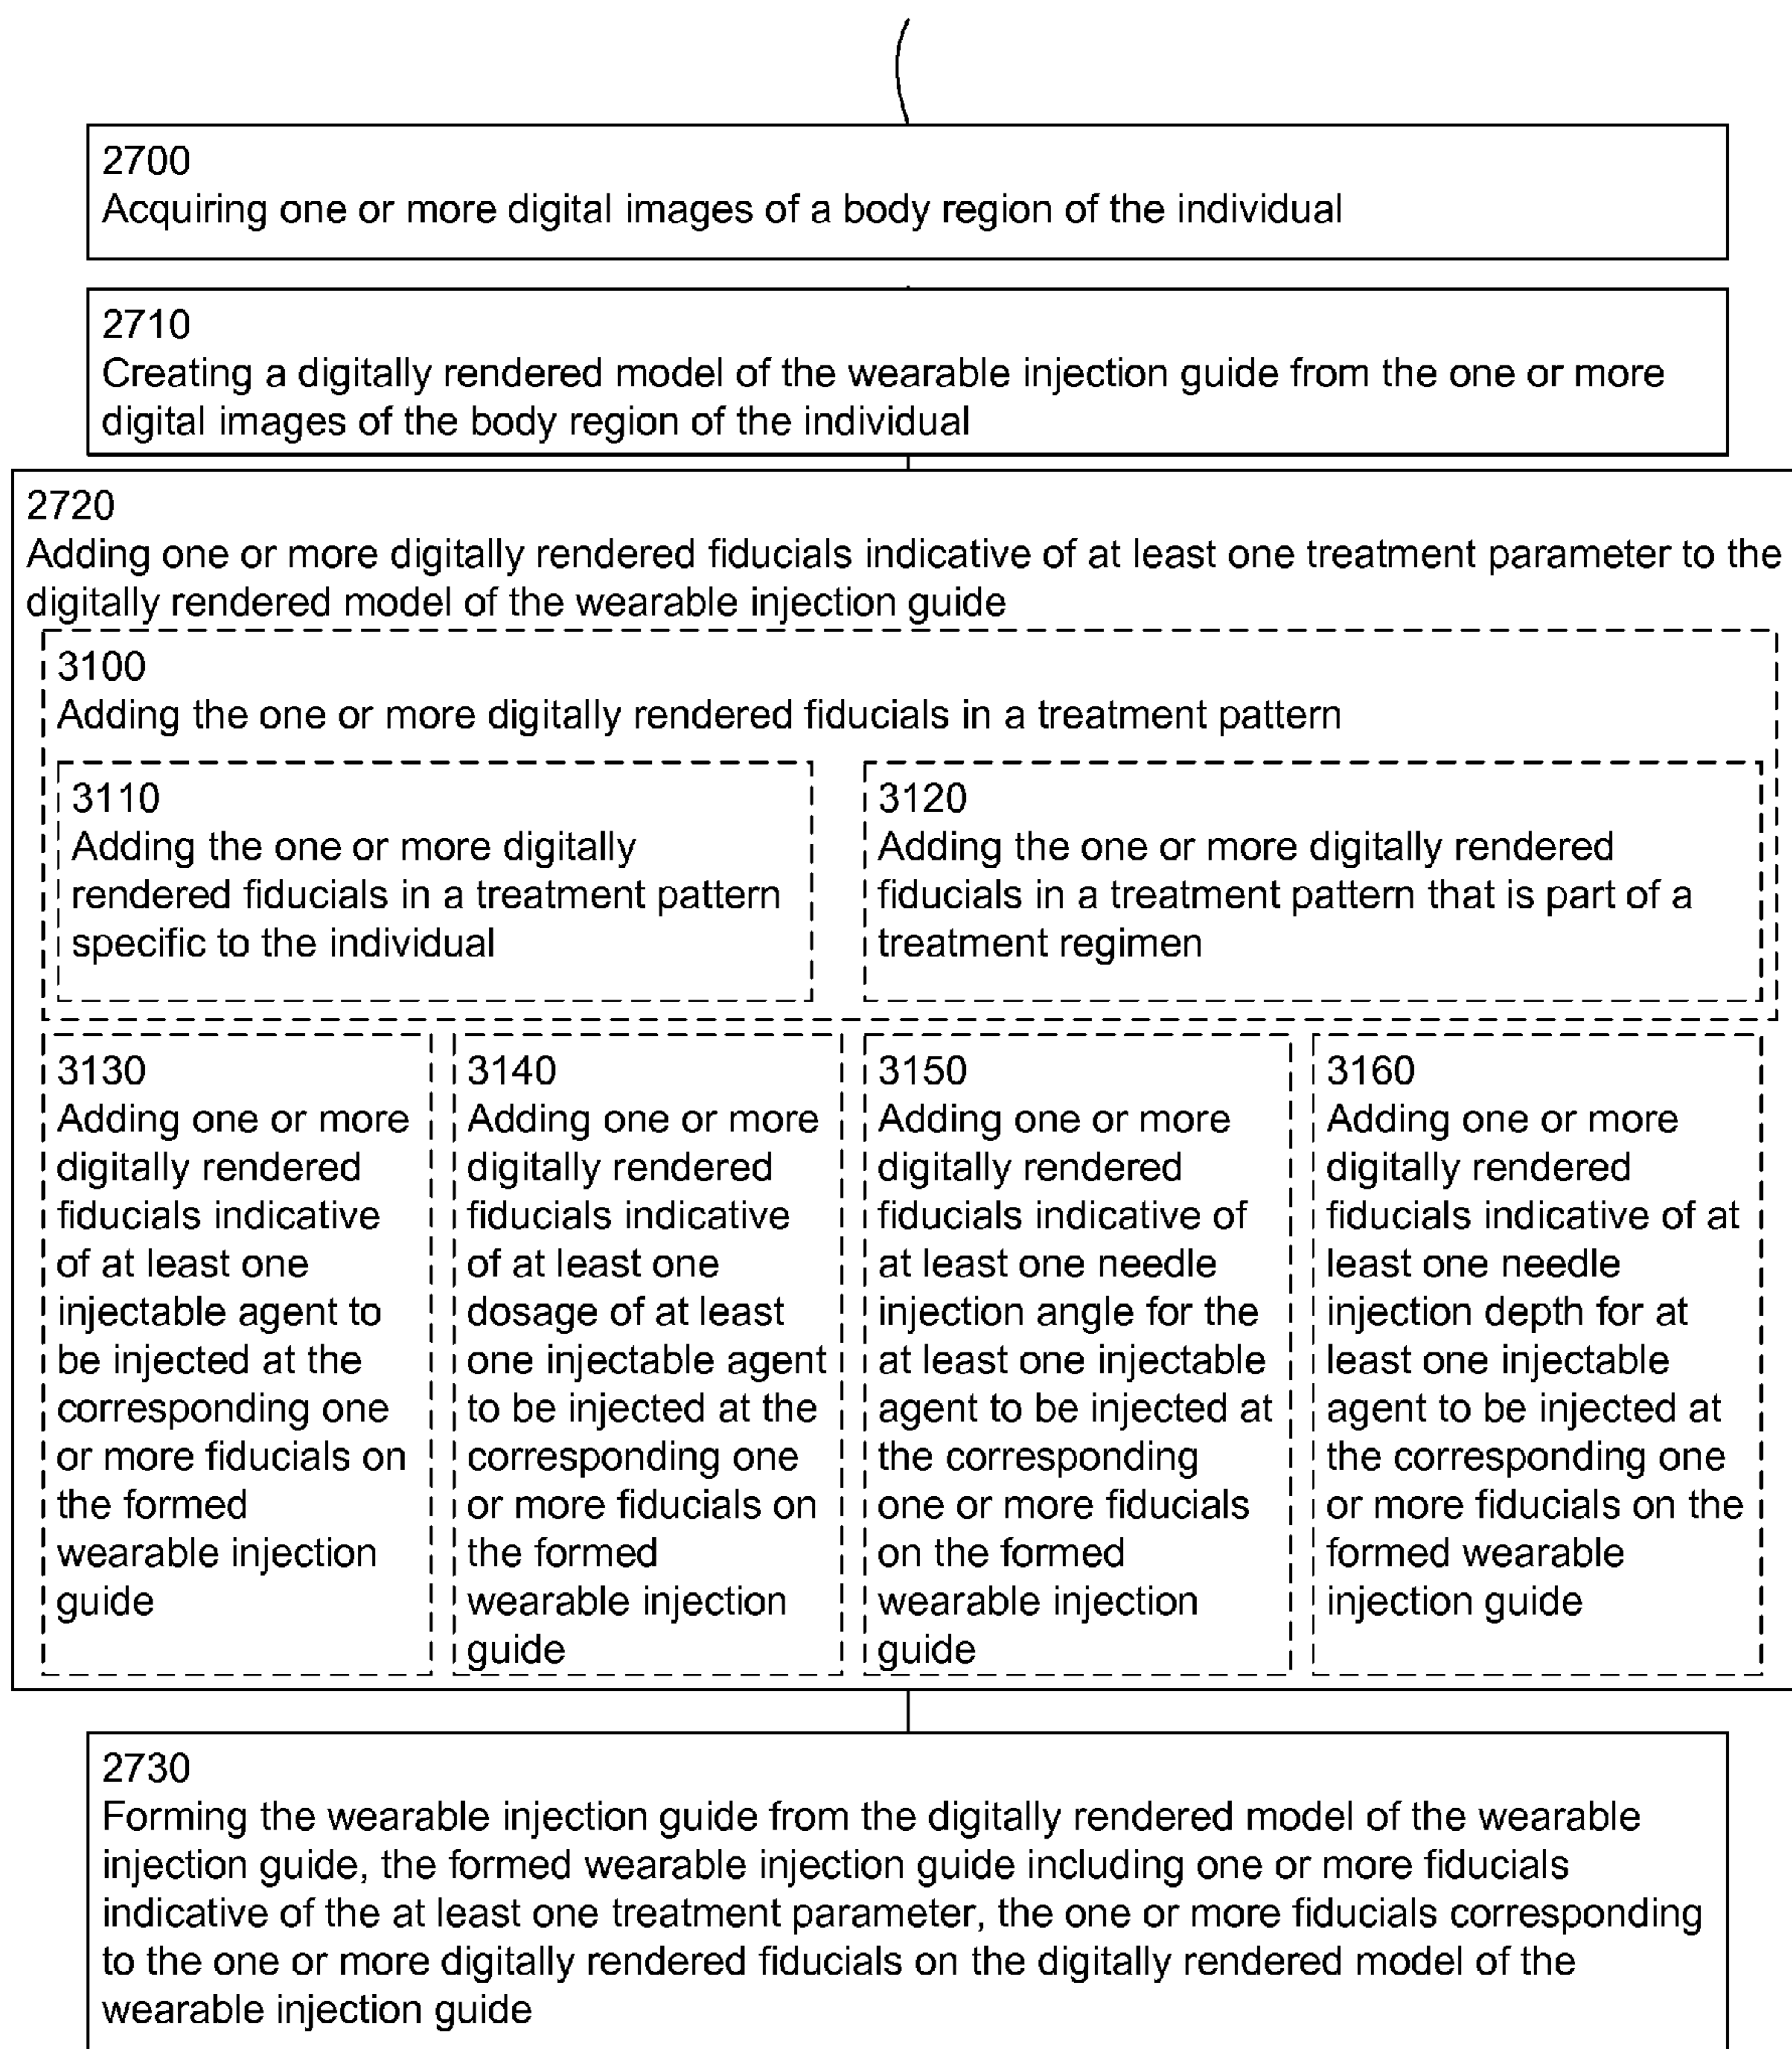 2700
Acquiring one or more digital images of a body region of the individual
2710
Creating a digitally rendered model of the wearable injection guide from the one or more
digital images of the body region of the individual
2720
Adding one or more digitally rendered fiducials indicative of at least one treatment parameter to the
digitally rendered model of the wearable injection guide
3100
Adding the one or more digitally rendered fiducials in a treatment pattern
3110
Adding the one or more digitally
rendered fiducials in a treatment pattern
specific to the individual
3120
Adding the one or more digitally rendered
fiducials in a treatment pattern that is part of a
treatment regimen
3130
Adding one or more
digitally rendered
fiducials indicative
of at least one
injectable agent to
be injected at the
corresponding one
or more fiducials on
the formed
wearable injection
guide
3140
Adding one or more
digitally rendered
fiducials indicative
of at least one
dosage of at least
one injectable agent
to be injected at the
corresponding one
or more fiducials on
the formed
wearable injection
guide
3150
Adding one or more
digitally rendered
fiducials indicative of
at least one needle
injection angle for the
at least one injectable
agent to be injected at
the corresponding
one or more fiducials
on the formed
wearable injection
guide
3160
Adding one or more
digitally rendered
fiducials indicative of at
least one needle
injection depth for at
least one injectable
agent to be injected at
the corresponding one
or more fiducials on the
formed wearable
injection guide
2730
Forming the wearable injection guide from the digitally rendered model of the wearable
injection guide, the formed wearable injection guide including one or more fiducials
indicative of the at least one treatment parameter, the one or more fiducials corresponding
to the one or more digitally rendered fiducials on the digitally rendered model of the
wearable injection guide